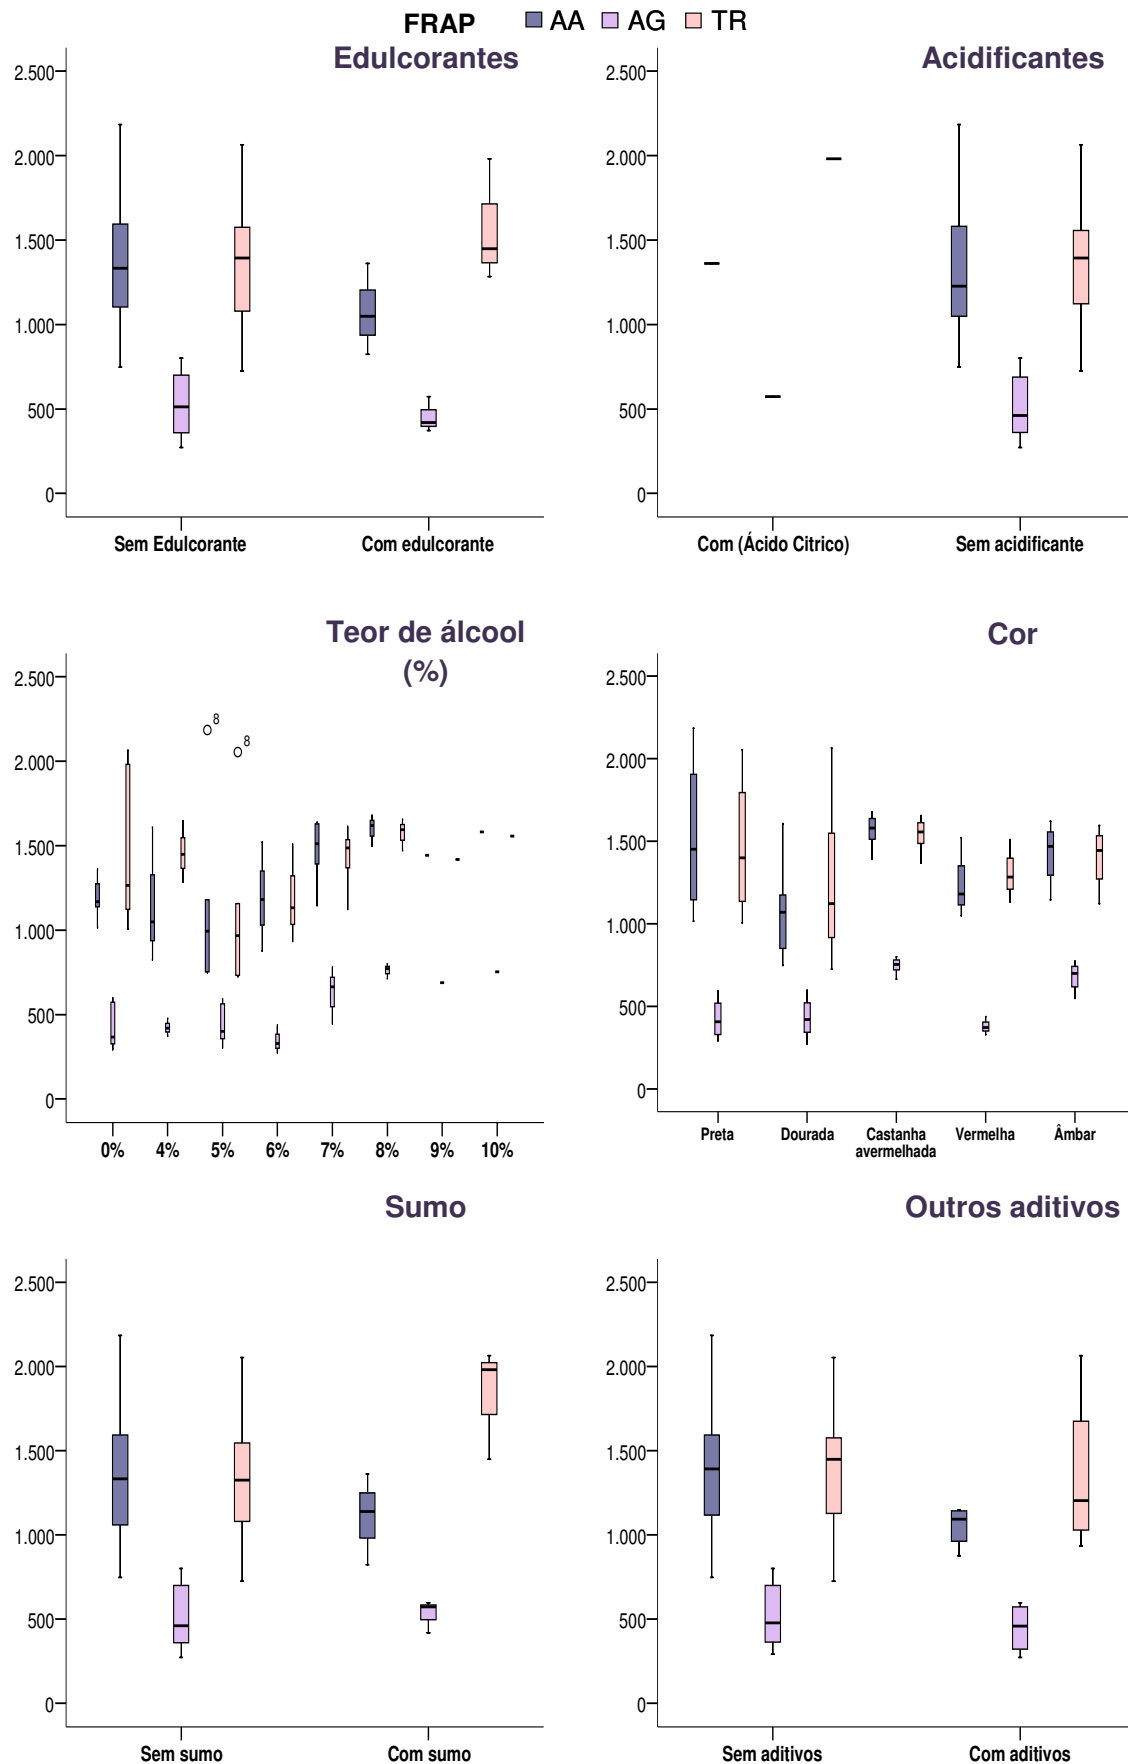 FRAP AA AG TR
Edulcorantes
2.500
2.000
1.500
1.000
500
0
Sem Edulcorante Com edulcorante
Acidificantes
2.500
2.000
1.500
1.000
500
0
Com (Ácido Citrico) Sem acidificante
Teor de álcool
(%)
2.500
2.000
1.500
1.000
500
0
8
8
0% 4% 5% 6% 7% 8% 9% 10%
Cor
2.500
2.000
1.500
1.000
500
0
Preta Dourada Castanha Vermelha Âmbar
avermelhada
Sumo
2.500
2.000
1.500
1.000
500
0
Sem sumo Com sumo
Outros aditivos
2.500
2.000
1.500
1.000
500
0
Sem aditivos Com aditivos